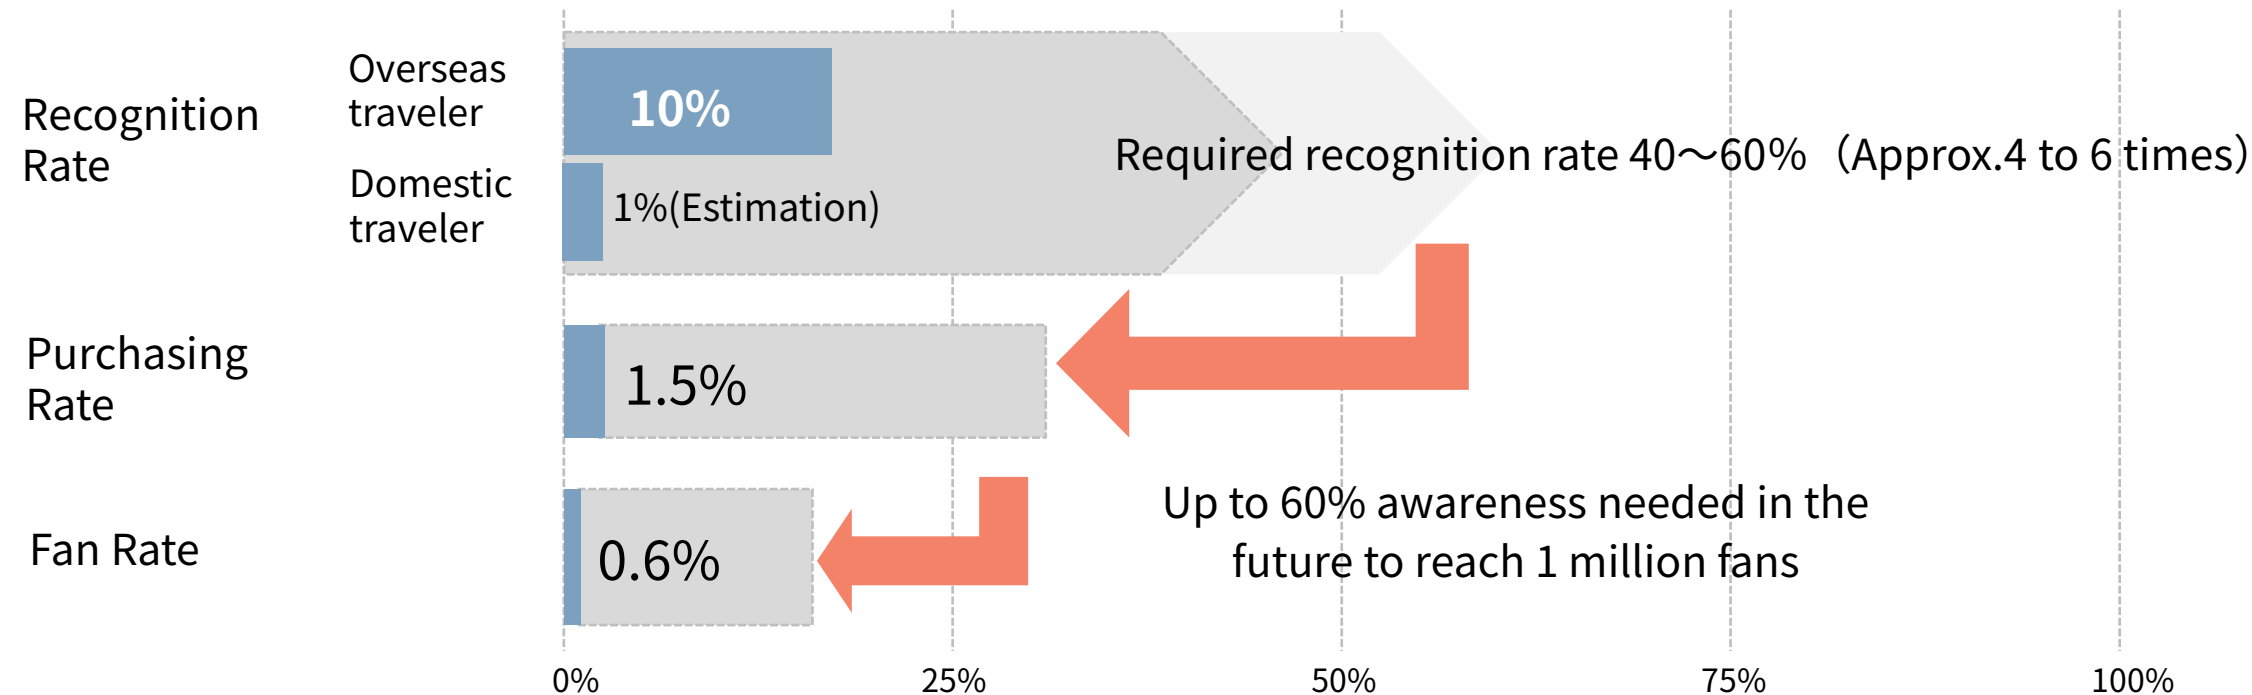 Recognition
Rate
Overseas
traveler
10%
Domestic
traveler
1%(Estimation)
Required recognition rate 40～60%（Approx.4 to 6 times）
Purchasing
Rate
1.5%
Fan Rate
0.6%
Up to 60% awareness needed in the
future to reach 1 million fans
0%
25%
50%
75%
100%